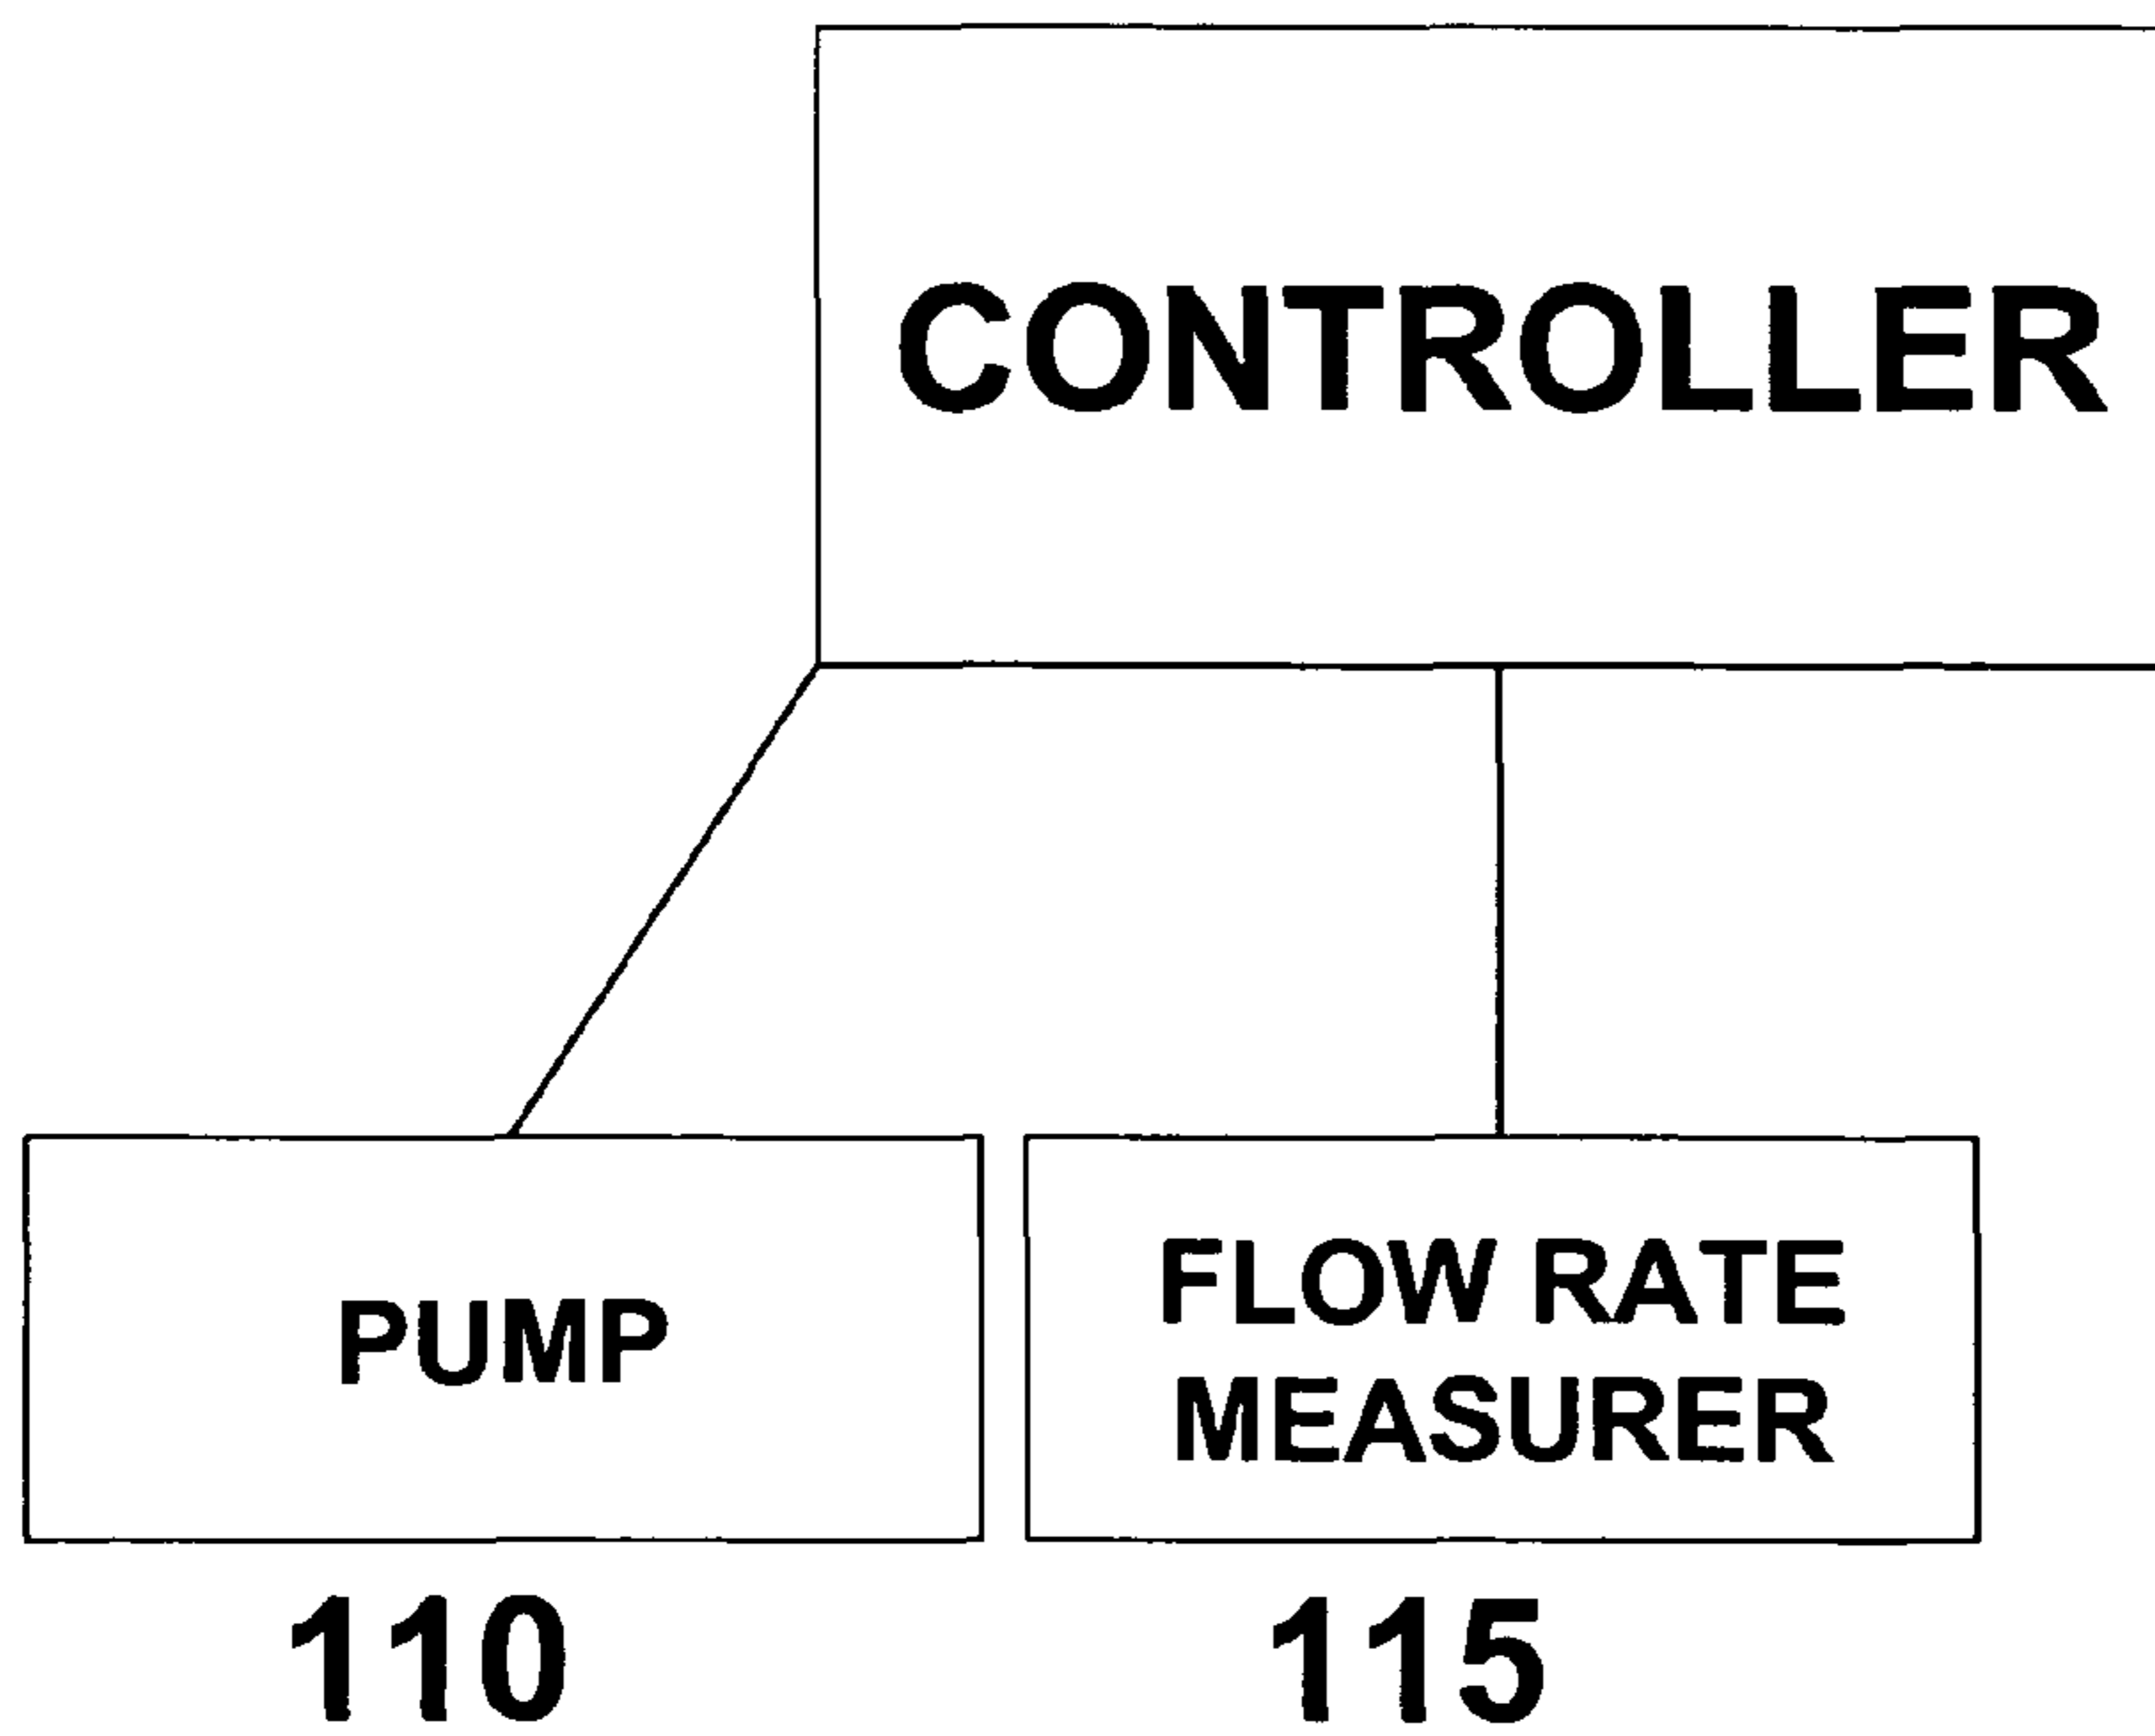 CONTROLLER
PUMP
FLOW RATE
MEASURER
110
115